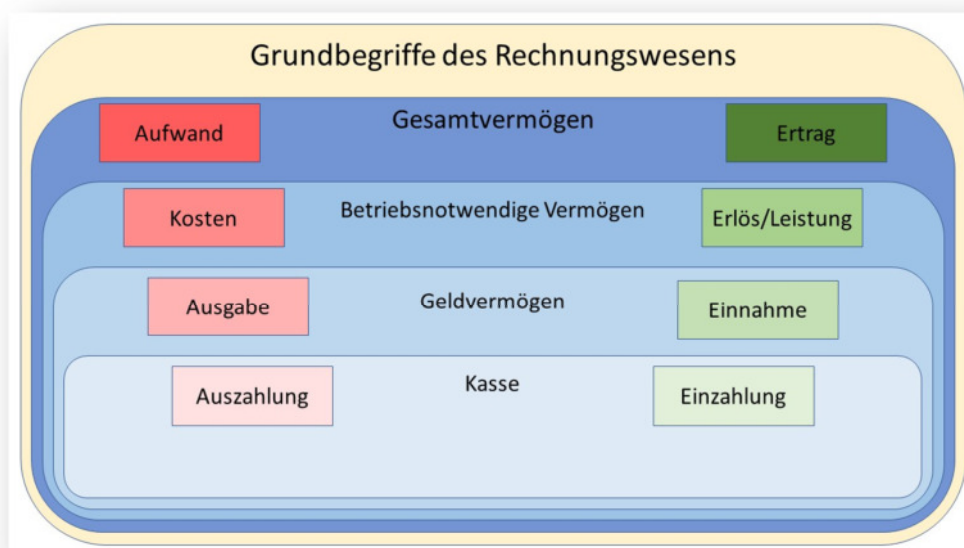 Grundbegriffe des Rechnungswesens
Aufwand
Gesamtvermögen
Ertrag
Kosten
Betriebsnotwendige Vermögen
Erlös/Leistung
Ausgabe
Geldvermögen
Einnahme
Auszahlung
Kasse
Einzahlung